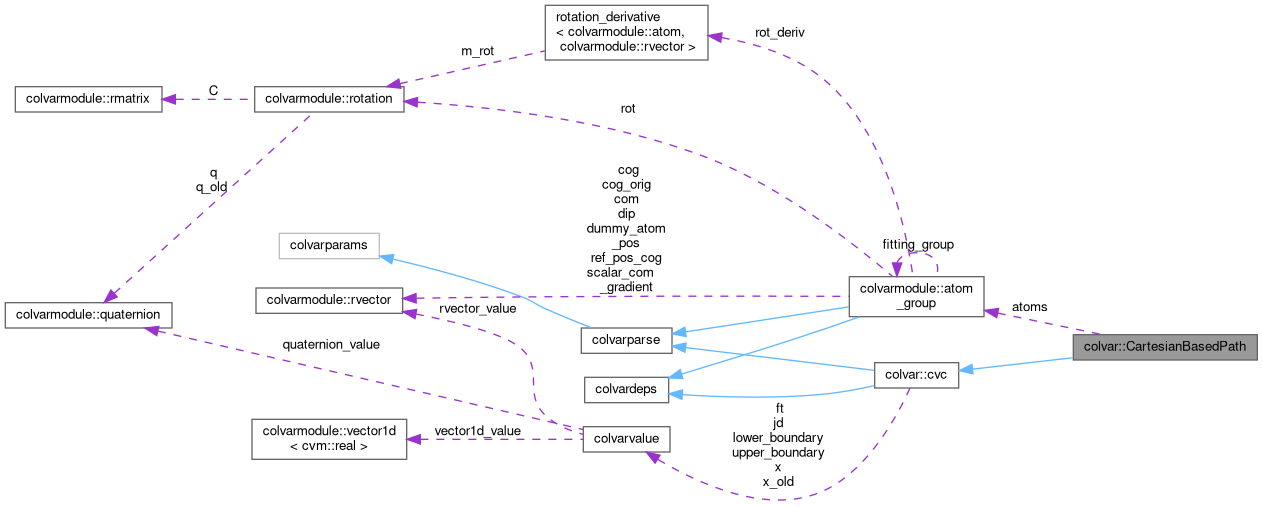 rotation_derivative
< colvarmodule::atom,
colvarmodule::rvector >
rot_deriv
m_rot
colvarmodule::rmatrix
C
colvarmodule::rotation
rot
q
q_old
cog
cog_orig
com
dip
dummy_atom
_pos
ref_pos_cog
scalar_com
_gradient
colvarparams
fitting_group
colvarmodule::atom
_group
colvarmodule::rvector
rvector_value
colvarmodule::quaternion
atoms
colvarparse
colvar::CartesianBasedPath
quaternion_value
colvar::cvc
colvardeps
ft
jd
lower_boundary
upper_boundary
x
x_old
colvarmodule::vector1d
< cvm::real >
vector1d_value
colvarvalue